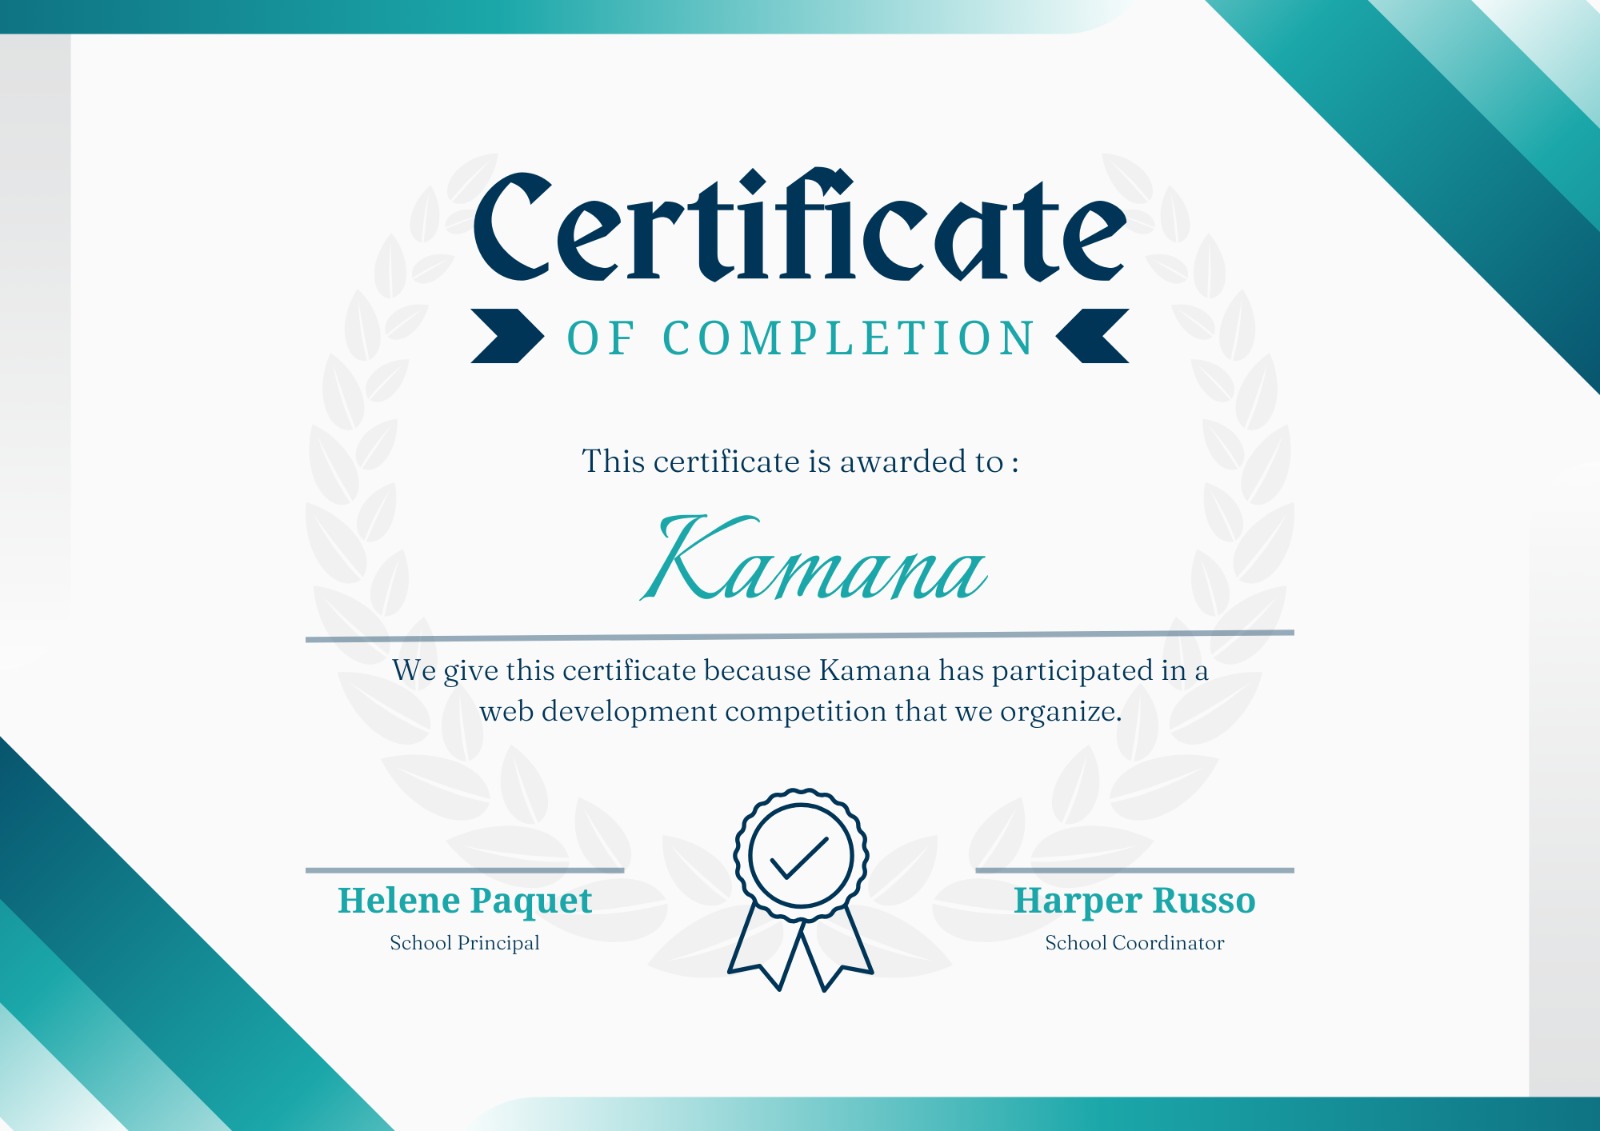 Certificate
OF COMPLETION
This certificate is awarded to :
Kamana
We give this certificate because Kamana has participated in a
web development competition that we organize.
Helene Paquet
School Principal
Harper Russo
School Coordinator